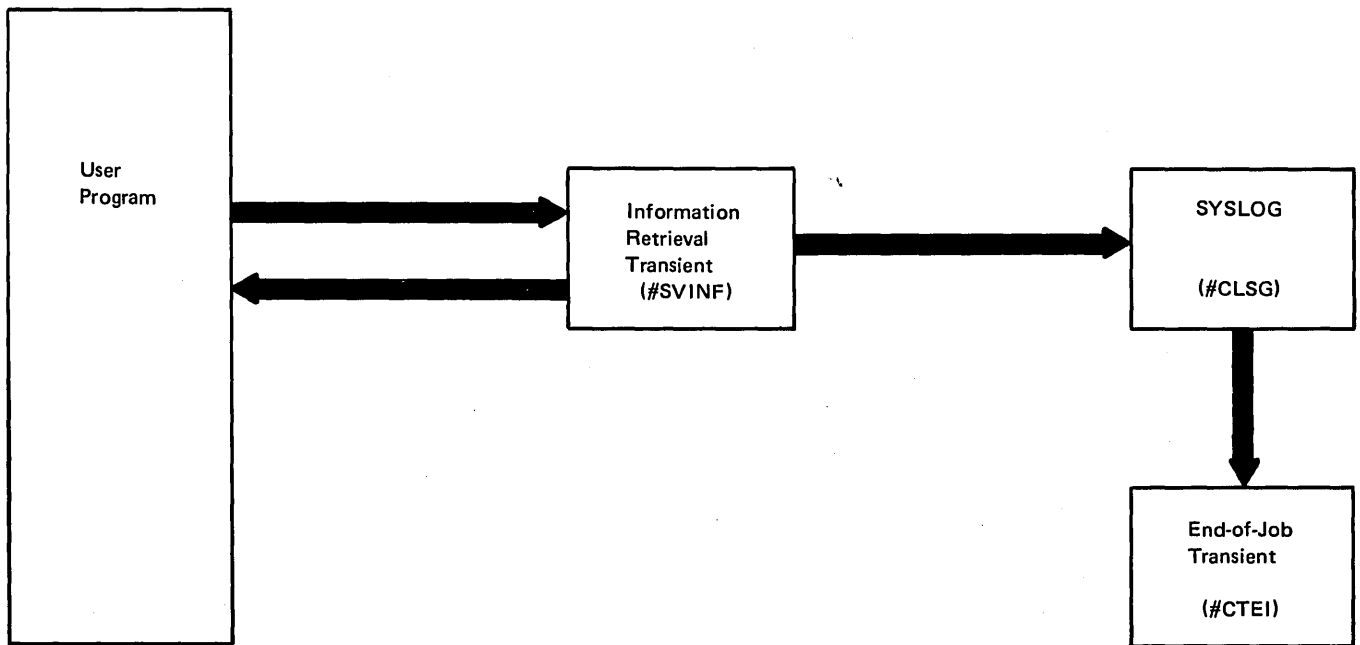 User
Program
Information
Retrieval
Transient
(#SVINF)
SYSLOG
(#CLSG)
End-of-Job
Transient
(#CTEI)